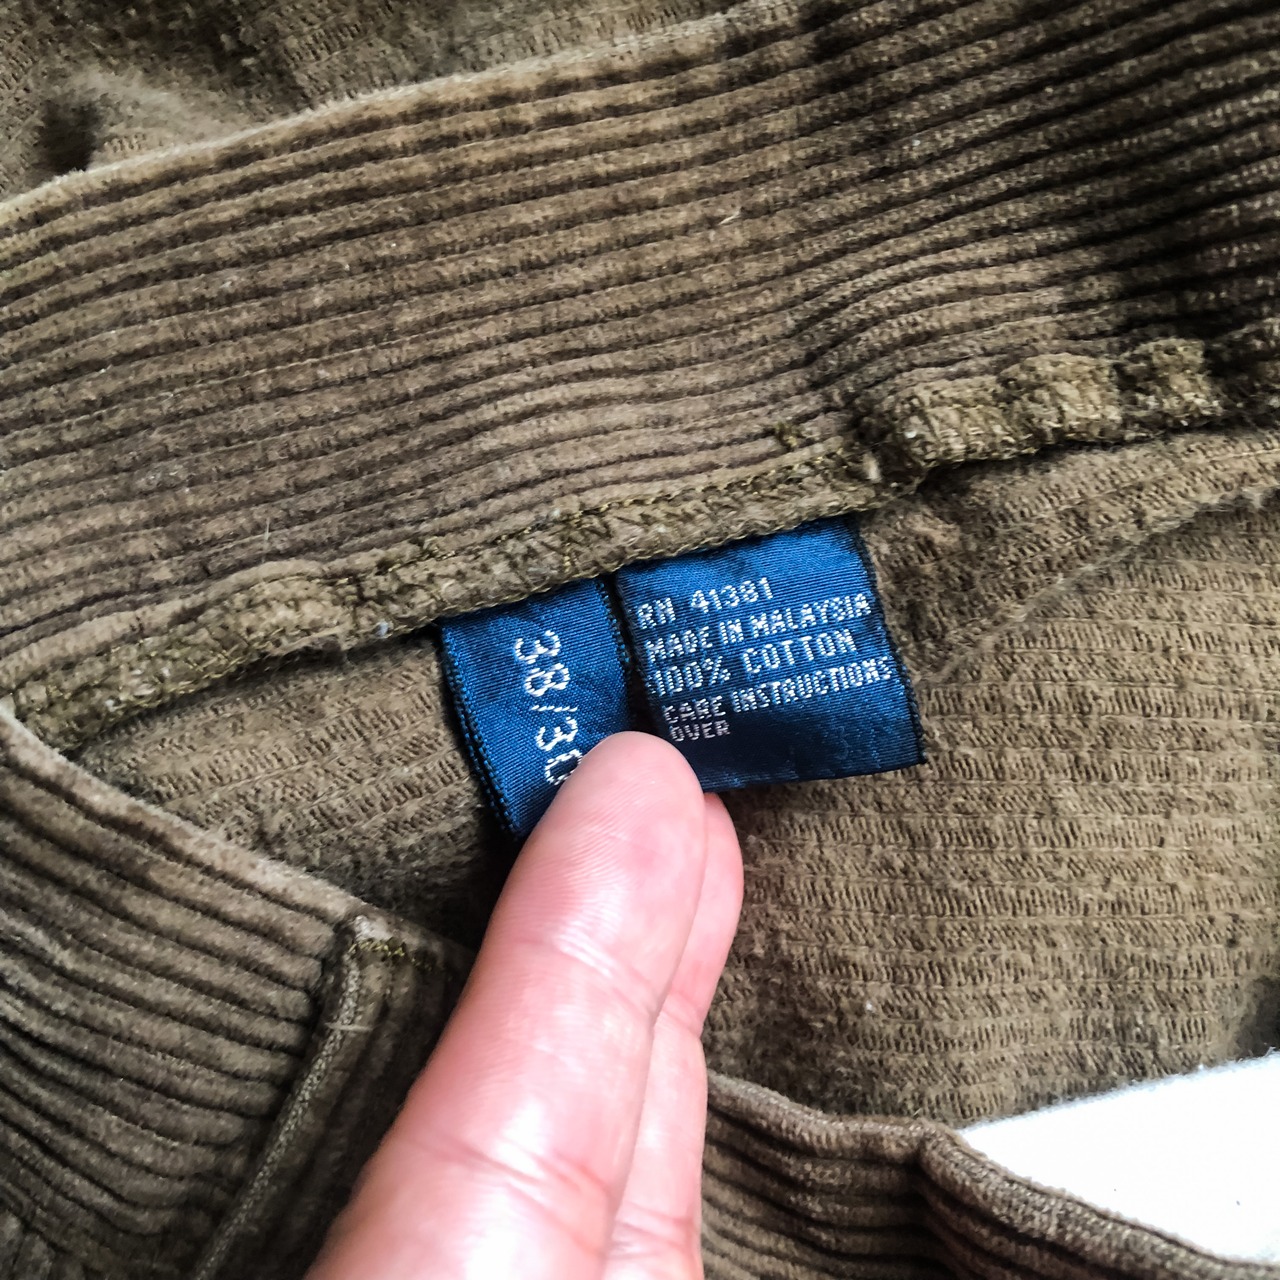 38/30
RN 41381
MADE IN MALAYSIA
100% COTTON
CARE INSTRUCTIONS
OVER